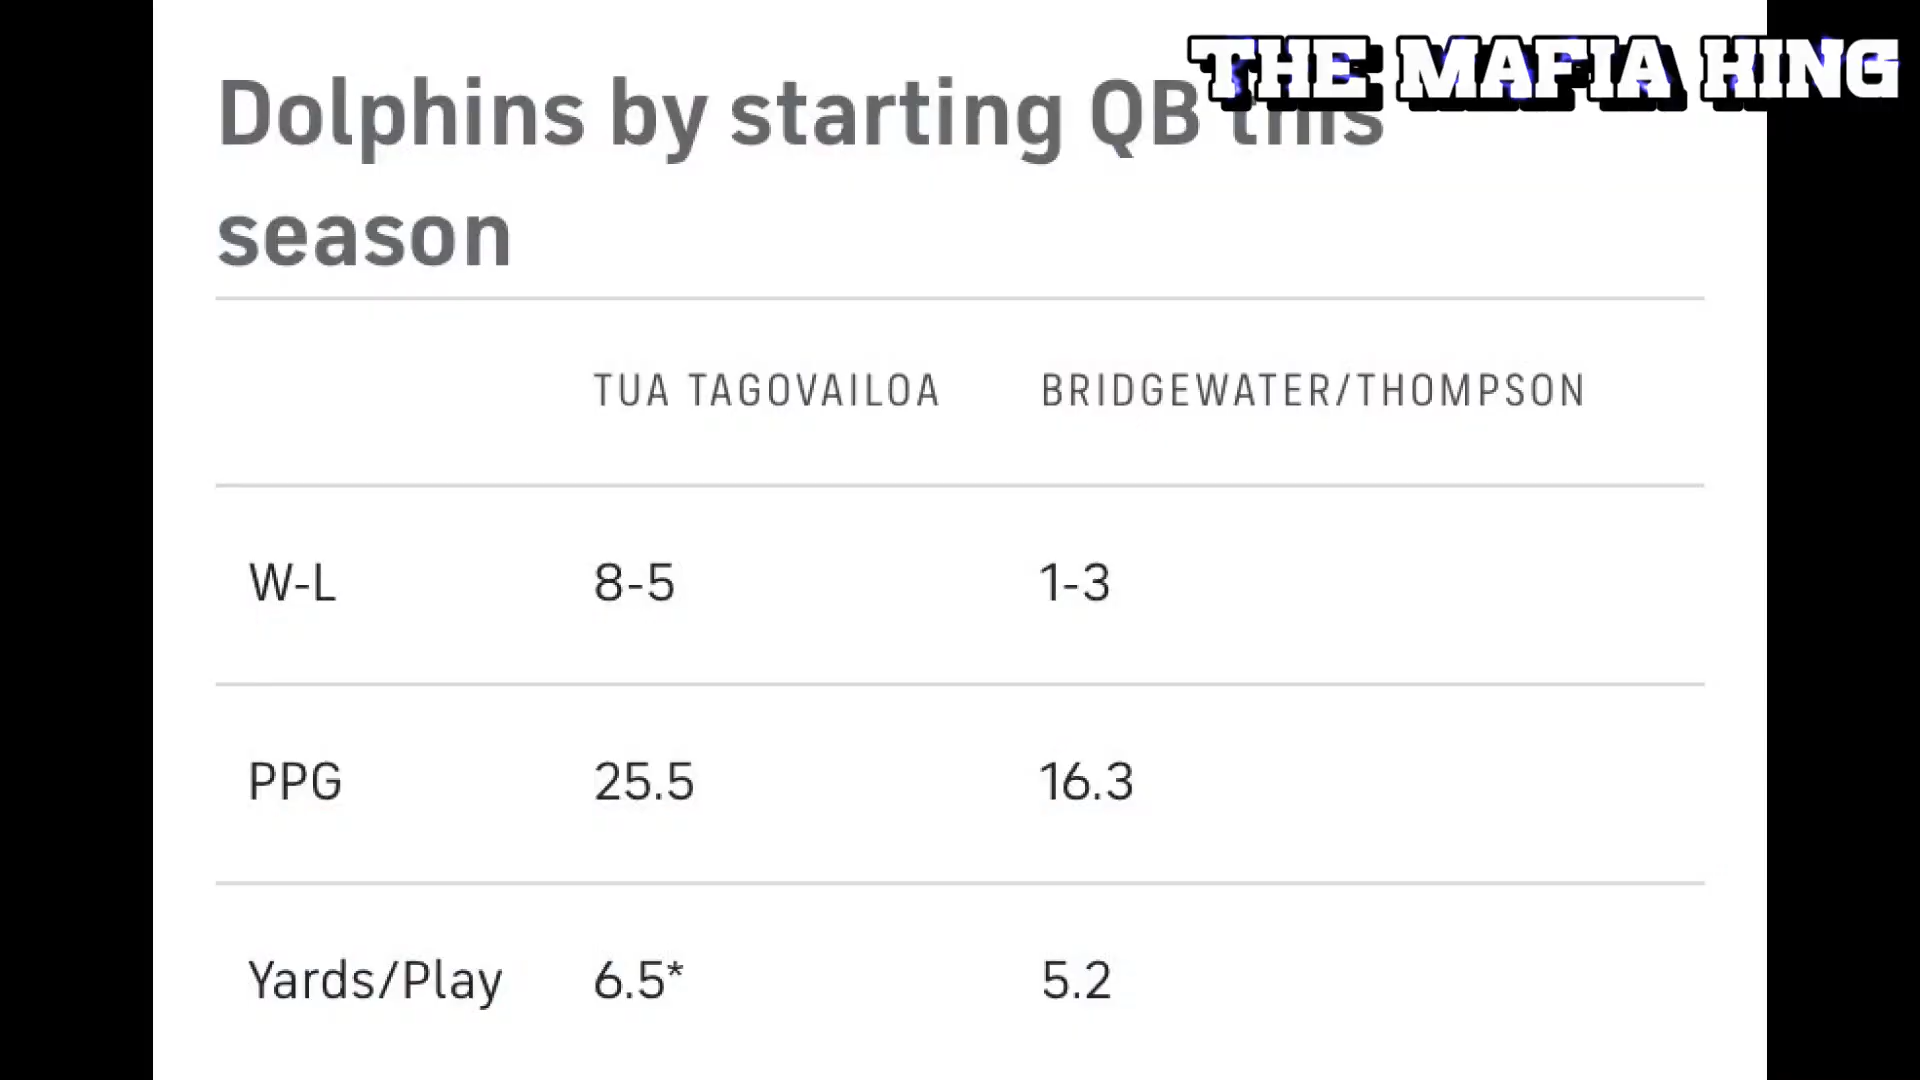 THE MAFIA KING
Dolphins by starting QB this
season
TUA TAGOVAILOA BRIDGEWATER/THOMPSON
W-L 8-5 1-3
PPG 25.5 16.3
Yards/Play 6.5* 5.2